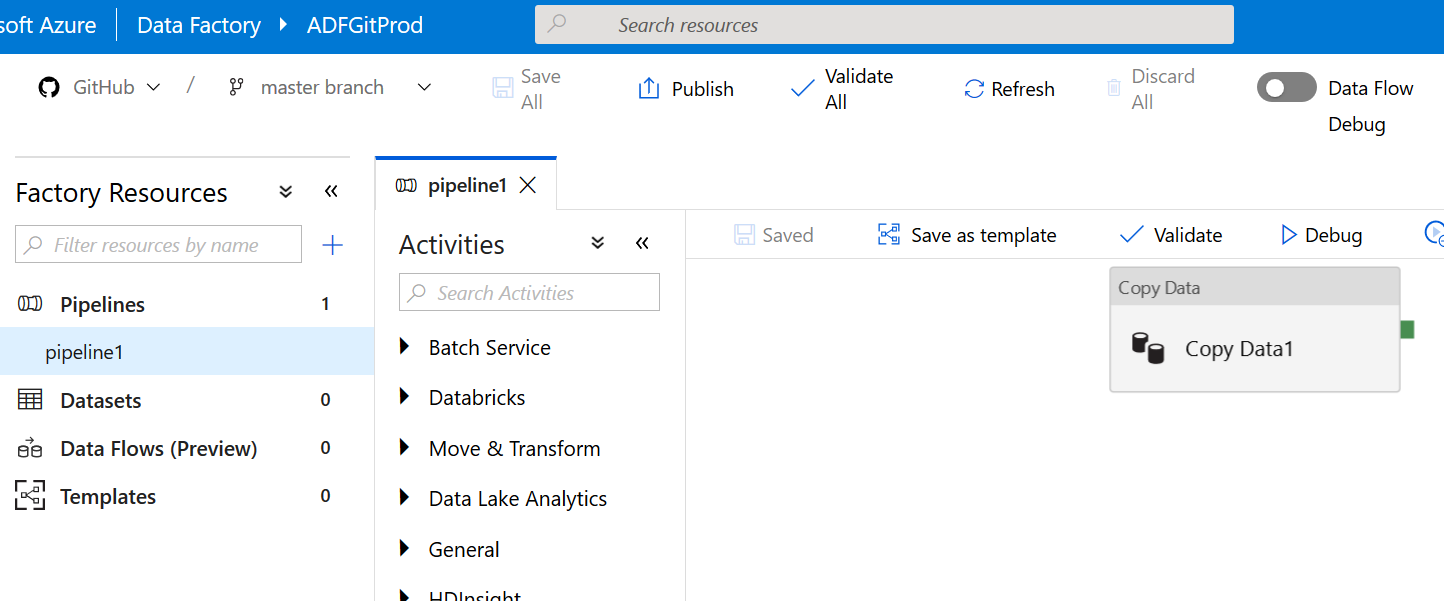 soft Azure
Data Factory
ADFGitProd
Search resources
GitHub
/
master branch
Save
All
Publish
Validate
All
Refresh
Discard
All
Data Flow
Debug
Factory Resources
Filter resources by name
Pipelines 1
pipeline1
Datasets 0
Data Flows (Preview) 0
Templates 0
pipeline1
Activities
Search Activities
Batch Service
Databricks
Move & Transform
Data Lake Analytics
General
HDInsight
Saved
Save as template
Validate
Debug
Copy Data
Copy Data1